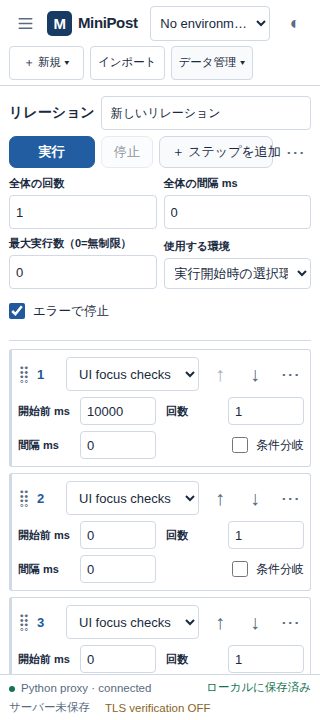 M MiniPost No environm…
＋ 新規 ▾ インポート データ管理 ▾
リレーション 新しいリレーション
実行 停止 ＋ ステップを追加 ···
全体の回数 全体の間隔 ms
1 0
最大実行数（0=無制限） 使用する環境
0 実行開始時の選択環
エラーで停止
1 UI focus checks ↑ ↓ ···
開始前 ms 10000 回数 1
間隔 ms 0 条件分岐
2 UI focus checks ↑ ↓ ···
開始前 ms 0 回数 1
間隔 ms 0 条件分岐
3 UI focus checks ↑ ↓ ···
開始前 ms 0 回数 1
Python proxy · connected ローカルに保存済み
サーバー未保存 TLS verification OFF